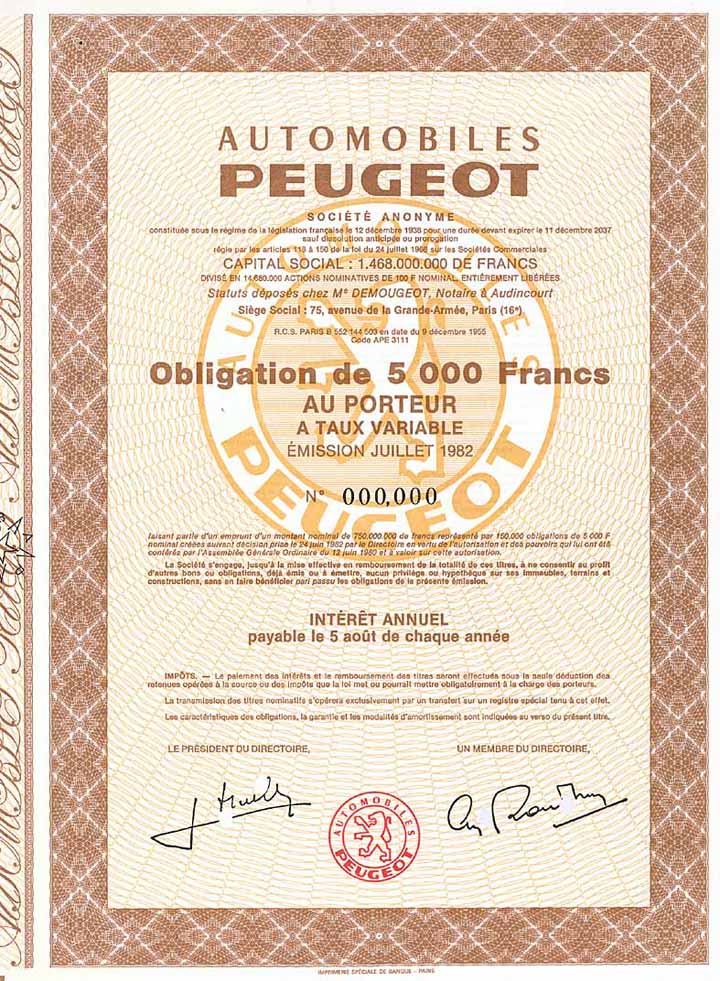 AUTOMOBILES
PEUGEOT
SOCIÉTÉ ANONYME
constituée sous le régime de la législation française le 12 décembre 1938 pour une durée devant expirer le 11 décembre 2037
sauf dissolution anticipée ou prorogation
régie par les articles 118 à 150 de la loi du 24 juillet 1966 sur les Sociétés Commerciales
CAPITAL SOCIAL : 1.468.000.000 DE FRANCS
DIVISÉ EN 14.680.000 ACTIONS NOMINATIVES DE 100 F NOMINAL, ENTIÈREMENT LIBÉRÉES
Statuts déposés chez Me DEMOUGEOT, Notaire à Audincourt
Siège Social : 75, avenue de la Grande-Armée, Paris (16e)
R.C.S. PARIS B 552 144 503 en date du 9 décembre 1955
Code APE 3111
Obligation de 5 000 Francs
AU PORTEUR
A TAUX VARIABLE
ÉMISSION JUILLET 1982
N° 000,000
faisant partie d'un emprunt d'un montant nominal de 750.000.000 de francs représenté par 150.000 obligations de 5 000 F
nominal créées suivant décision prise le 24 juin 1982 par le Directoire en vertu de l'autorisation et des pouvoirs qui lui ont été
conférés par l'Assemblée Générale Ordinaire du 12 juin 1980 et à valoir sur cette autorisation.
La Société s'engage, jusqu'à la mise effective en remboursement de la totalité de ces titres, à ne consentir au profit
d'autres bons ou obligations, déjà émis ou à émettre, aucun privilège ou hypothèque sur ses immeubles, terrains et
constructions, sans en faire bénéficier pari passu les obligations de la présente émission.
INTÉRÊT ANNUEL
payable le 5 août de chaque année
IMPÔTS. — Le paiement des intérêts et le remboursement des titres seront effectués sous la seule déduction des
retenues opérées à la source ou des impôts que la loi met ou pourrait mettre obligatoirement à la charge des porteurs.
La transmission des titres nominatifs s'opérera exclusivement par un transfert sur un registre spécial tenu à cet effet.
Les caractéristiques des obligations, la garantie et les modalités d'amortissement sont indiquées au verso du présent titre.
LE PRÉSIDENT DU DIRECTOIRE,
UN MEMBRE DU DIRECTOIRE,
AUTOMOBILES
PEUGEOT
AUTOMOBILES
PEUGEOT
IMPRIMERIE SPÉCIALE DE BANQUE - PARIS